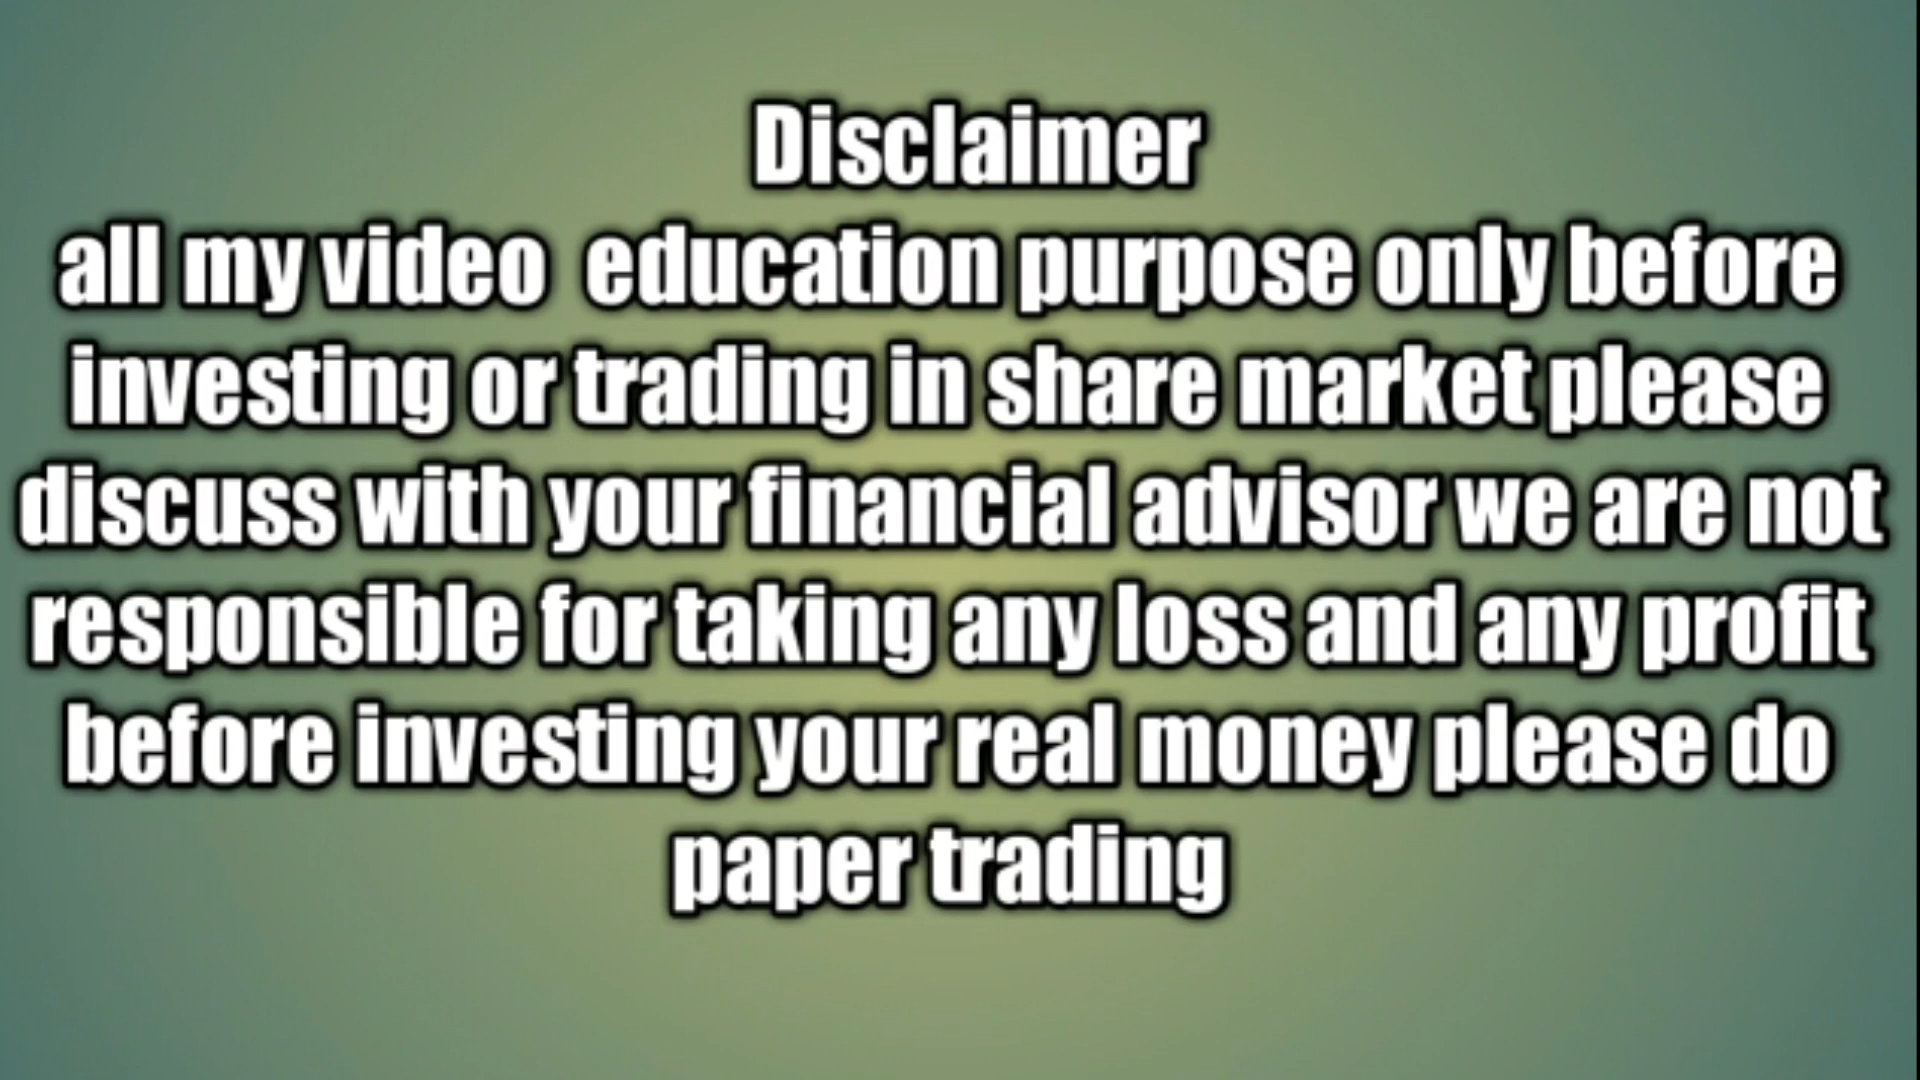 Disclaimer
all my video education purpose only before
investing or trading in share market please
discuss with your financial advisor we are not
responsible for taking any loss and any profit
before investing your real money please do
paper trading